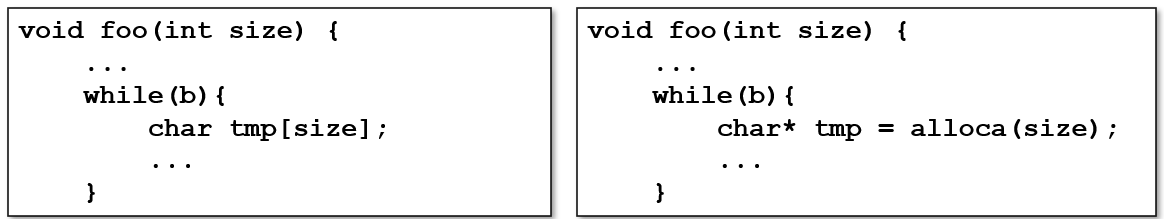 void foo(int size) {
    ...
    while(b){
        char tmp[size];
        ...
    }
void foo(int size) {
    ...
    while(b){
        char* tmp = alloca(size);
        ...
    }